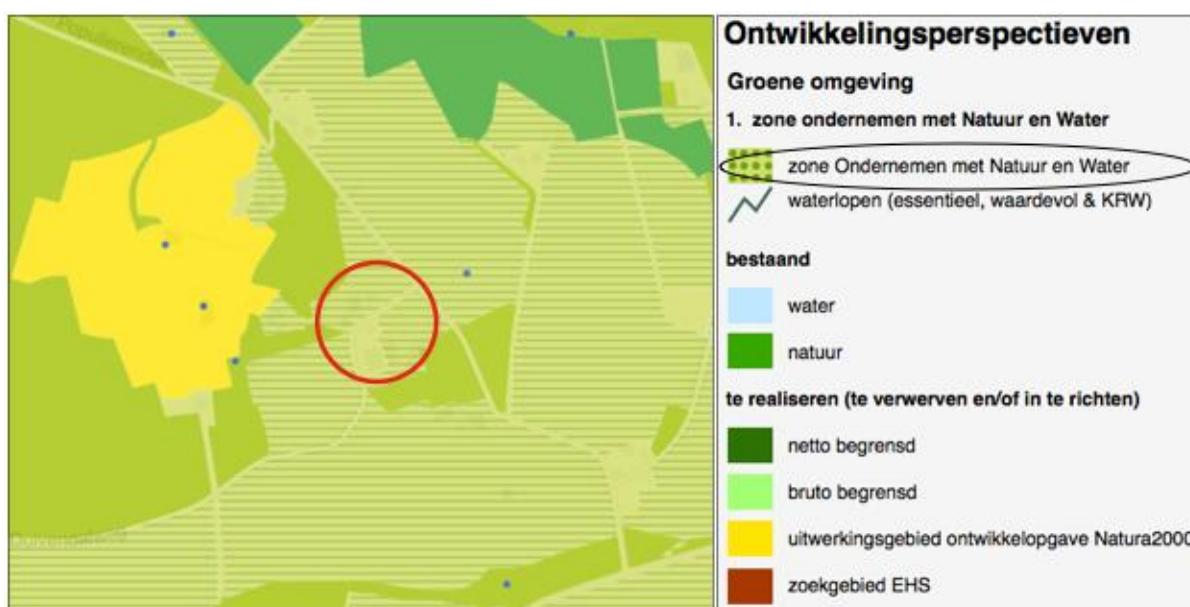 Ontwikkelingsperspectieven
Groene omgeving
1. zone ondernemen met Natuur en Water
zone Ondernemen met Natuur en Water
waterlopen (essentieel, waardevol & KRW)
bestaand
water
natuur
te realiseren (te verwerven en/of in te richten)
netto begrensd
bruto begrensd
uitwerkingsgebied ontwikkelopgave Natura2000
zoekgebied EHS